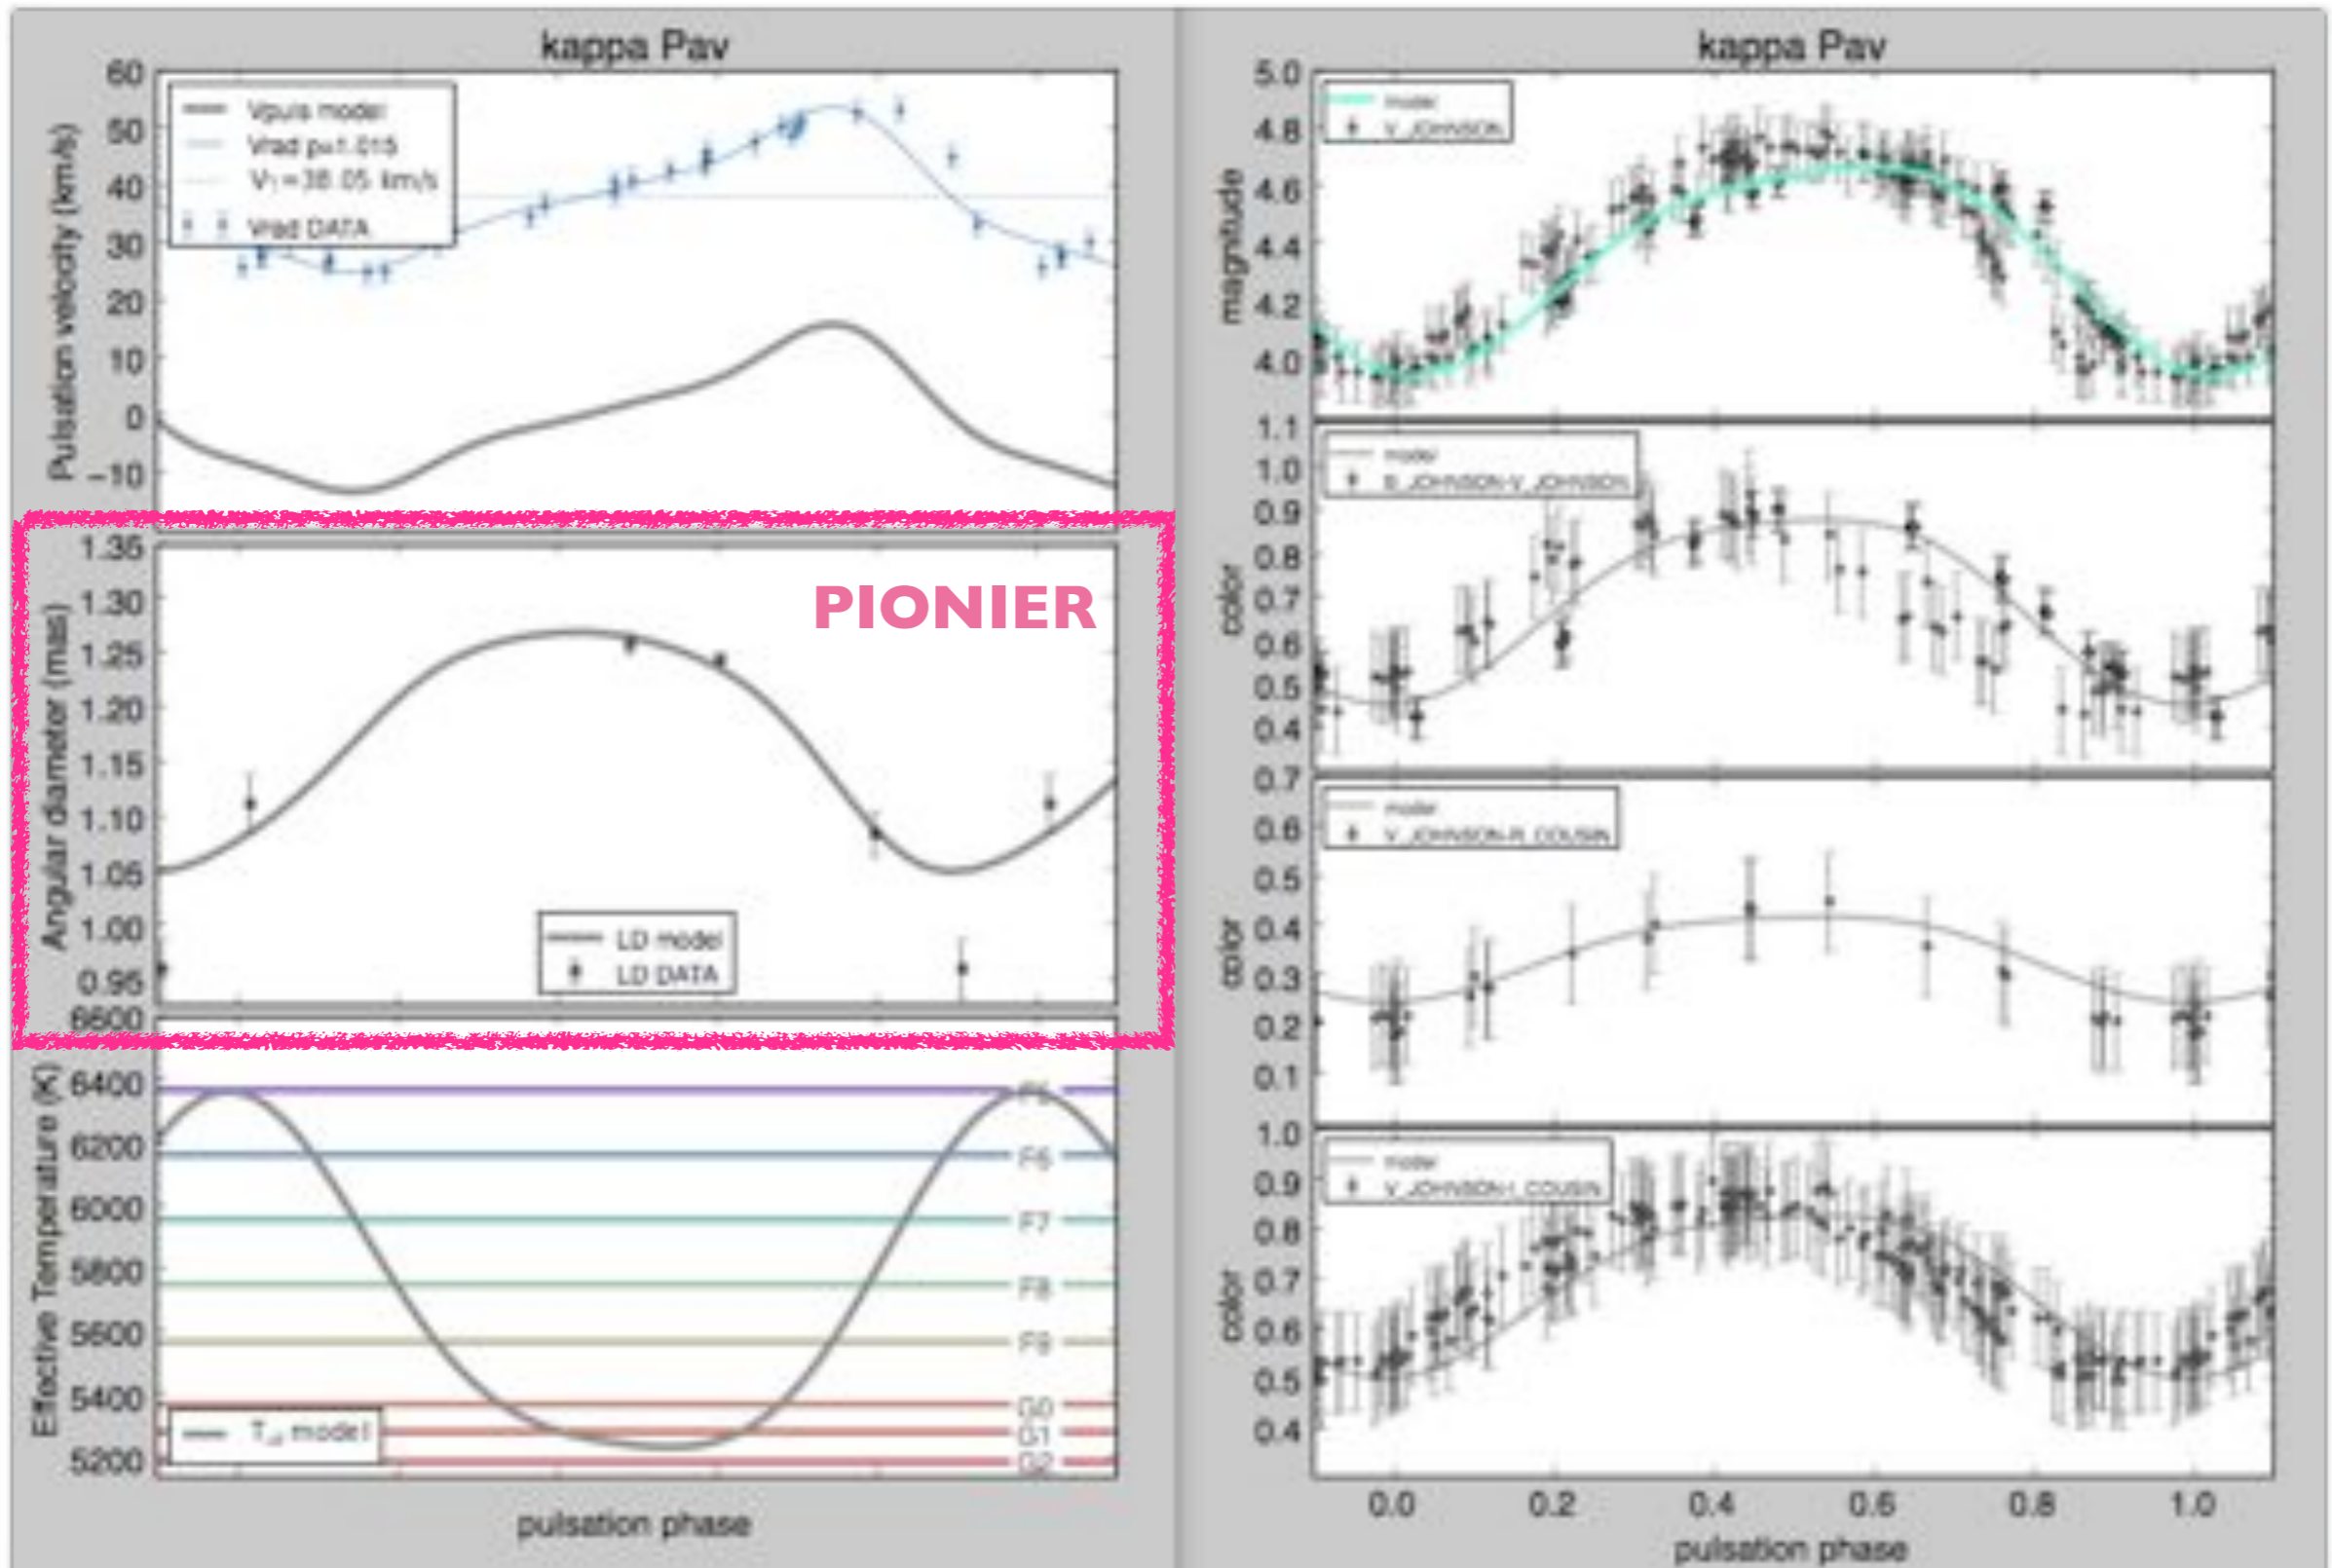 kappa Pav
60
50
40
30
20
10
0
−10
Pulsation velocity (km/s)
Vpuls model
Vrad p=1.015
Vγ=38.05 km/s
Vrad DATA
1.35
1.30
1.25
1.20
1.15
1.10
1.05
1.00
0.95
Angular diameter (mas)
PIONIER
LD model
LD DATA
6600
6400
6200
6000
5800
5600
5400
5200
Effective Temperature (K)
F5
F6
F7
F8
F9
G0
G1
G2
model
pulsation phase
kappa Pav
5.0
4.8
4.6
4.4
4.2
4.0
magnitude
model
V_JOHNSON
1.1
1.0
0.9
0.8
0.7
0.6
0.5
0.4
color
model
B_JOHNSON-V_JOHNSON
0.7
0.6
0.5
0.4
0.3
0.2
0.1
color
model
V_JOHNSON-R_COUSIN
1.0
0.9
0.8
0.7
0.6
0.5
0.4
color
model
V_JOHNSON-I_COUSIN
0.0 0.2 0.4 0.6 0.8 1.0
pulsation phase